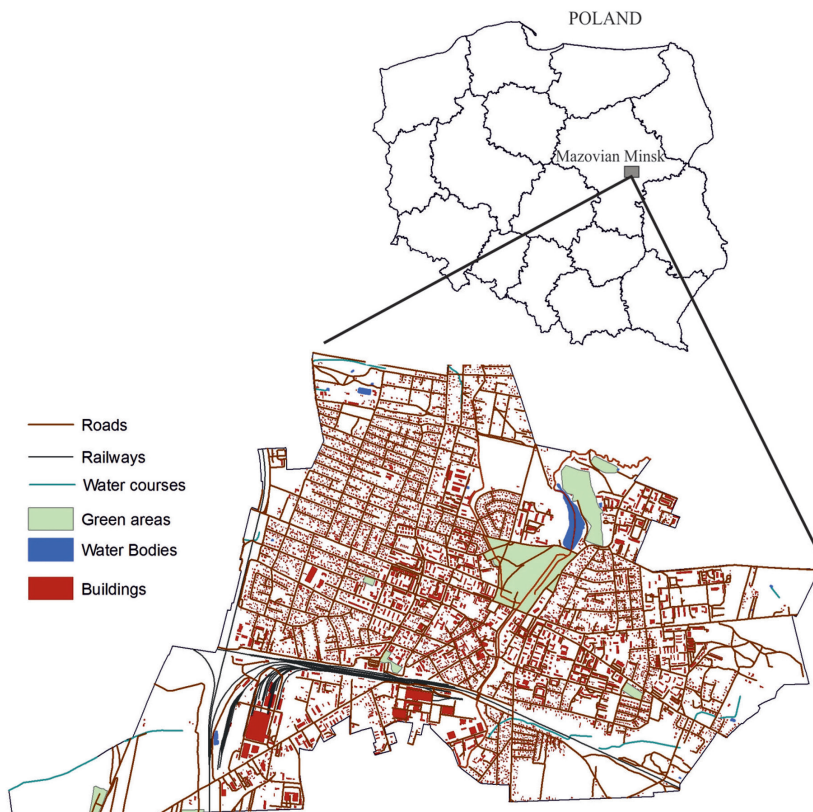 POLAND
Mazovian Minsk
Roads
Railways
Water courses
Green areas
Water Bodies
Buildings